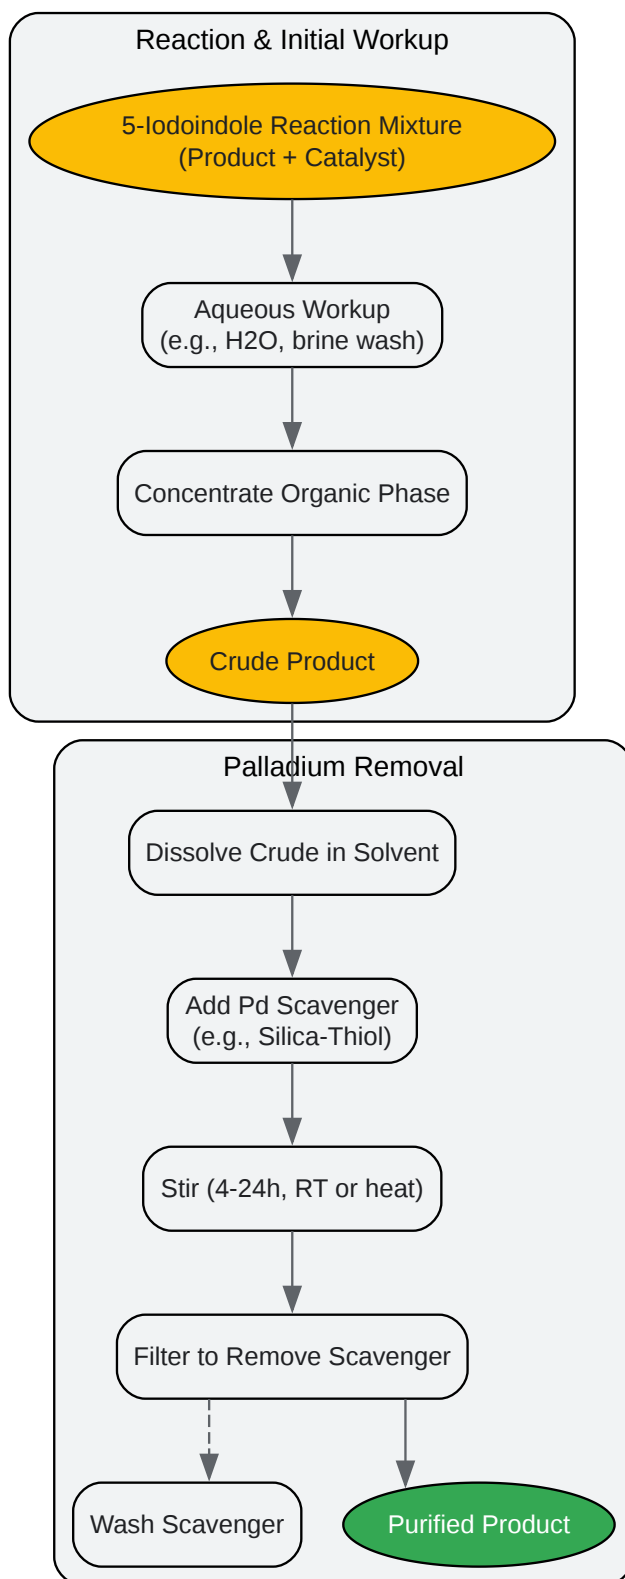 Reaction & Initial Workup
5-Iodoindole Reaction Mixture
(Product + Catalyst)
Aqueous Workup
(e.g., H2O, brine wash)
Concentrate Organic Phase
Crude Product
Palladium Removal
Dissolve Crude in Solvent
Add Pd Scavenger
(e.g., Silica-Thiol)
Stir (4-24h, RT or heat)
Filter to Remove Scavenger
Wash Scavenger
Purified Product